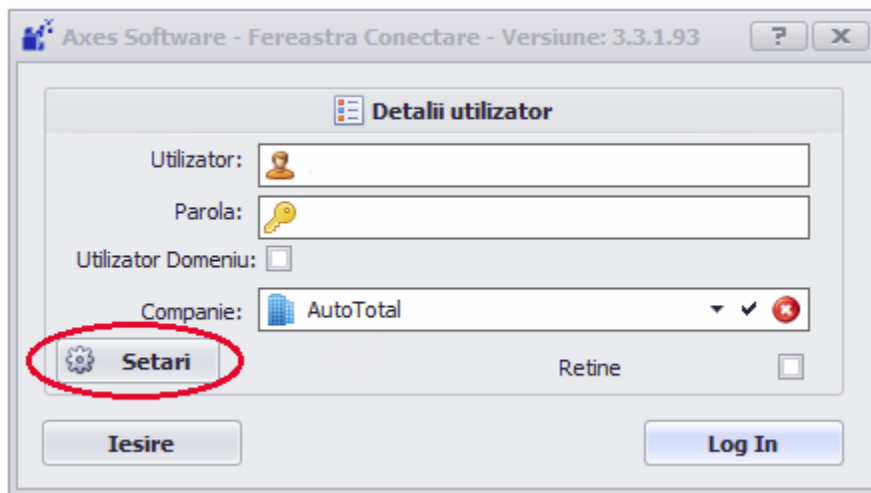 Axes Software - Fereastra Conectare - Versiune: 3.3.1.93 ? X
Detalii utilizator
Utilizator:
Parola:
Utilizator Domeniu:
Companie: AutoTotal
Setari Retine
Iesire Log In